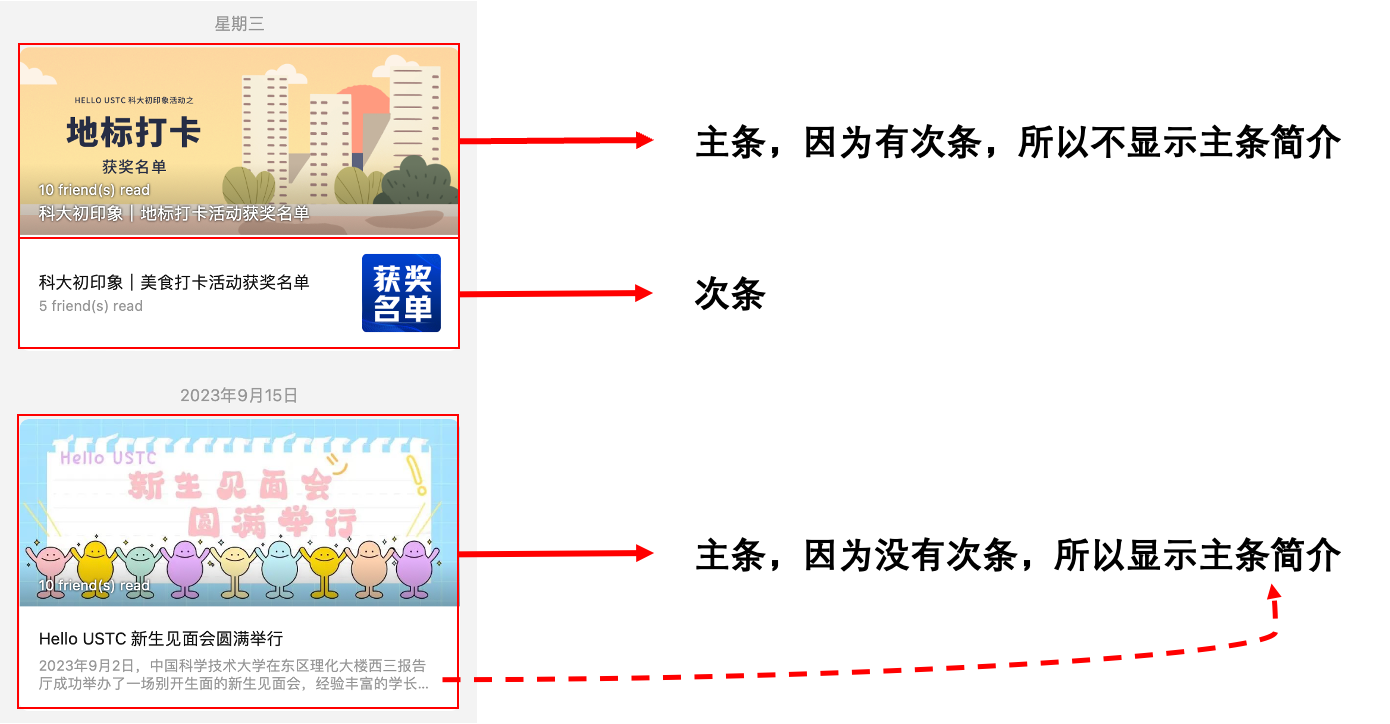 星期三
HELLO USTC 科大初印象活动之
地标打卡
获奖名单
10 friend(s) read
科大初印象｜地标打卡活动获奖名单
主条，因为有次条，所以不显示主条简介
科大初印象｜美食打卡活动获奖名单
5 friend(s) read
获奖
名单
次条
2023年9月15日
Hello USTC
新生见面会
圆满举行
10 friend(s) read
主条，因为没有次条，所以显示主条简介
Hello USTC 新生见面会圆满举行
2023年9月2日，中国科学技术大学在东区理化大楼西三报告
厅成功举办了一场别开生面的新生见面会，经验丰富的学长...